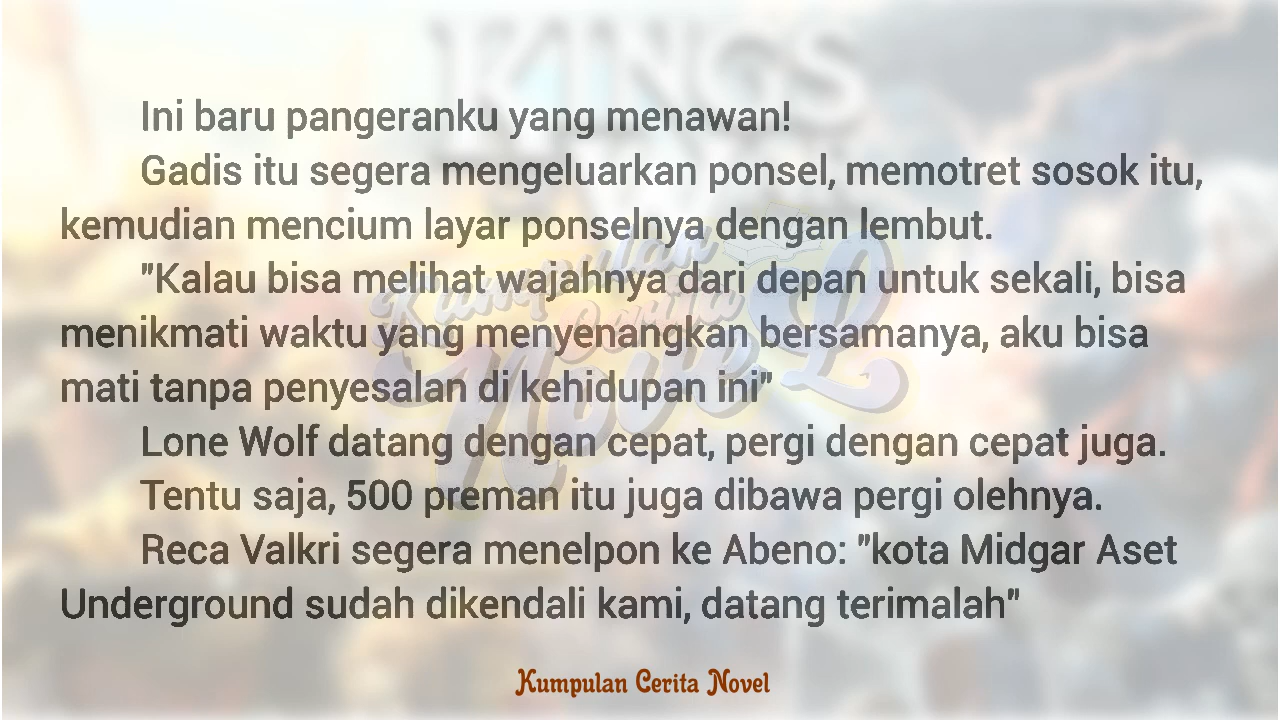 KINGS
Ini baru pangeranku yang menawan!
Gadis itu segera mengeluarkan ponsel, memotret sosok itu,
kemudian mencium layar ponselnya dengan lembut.
"Kalau bisa melihat wajahnya dari depan untuk sekali, bisa
menikmati waktu yang menyenangkan bersamanya, aku bisa
mati tanpa penyesalan di kehidupan ini"
Lone Wolf datang dengan cepat, pergi dengan cepat juga.
Tentu saja, 500 preman itu juga dibawa pergi olehnya.
Reca Valkri segera menelpon ke Abeno: "kota Midgar Aset
Underground sudah dikendali kami, datang terimalah"
Kumpulan Cerita Novel
Kumpulan Cerita Novel